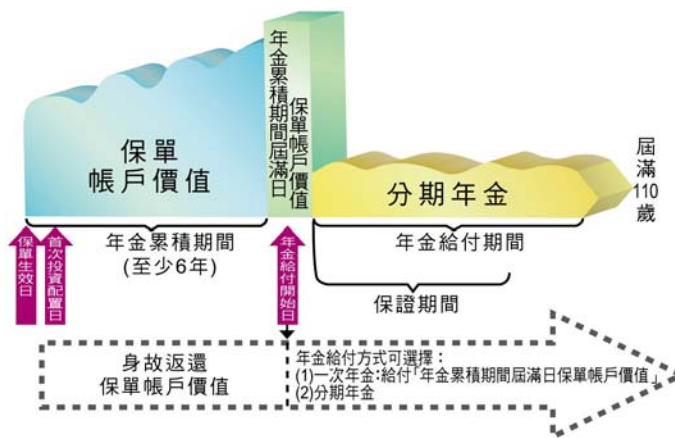 保單
帳戶價值
年金累積期間屆滿日
保單帳戶價值
分期年金
屆滿110歲
年金累積期間
(至少6年)
年金給付期間
保證期間
保單生效日
首次投資配置日
年金給付開始日
身故返還
保單帳戶價值
年金給付方式可選擇：
(1)一次年金:給付「年金累積期間屆滿日保單帳戶價值」
(2)分期年金